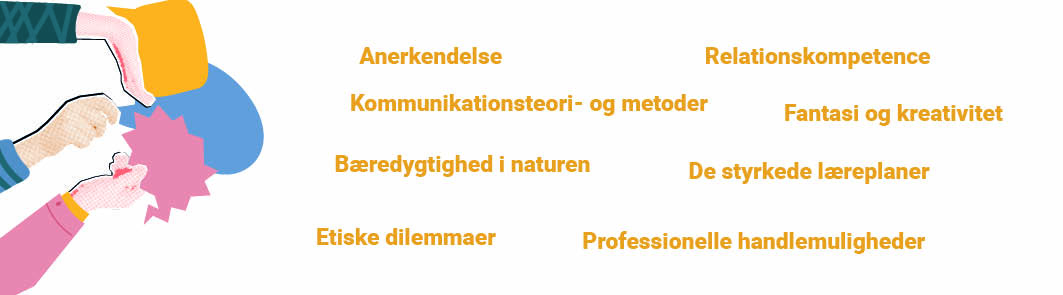 Anerkendelse
Relationskompetence
Kommunikationsteori- og metoder
Fantasi og kreativitet
Bæredygtighed i naturen
De styrkede læreplaner
Etiske dilemmaer
Professionelle handlemuligheder